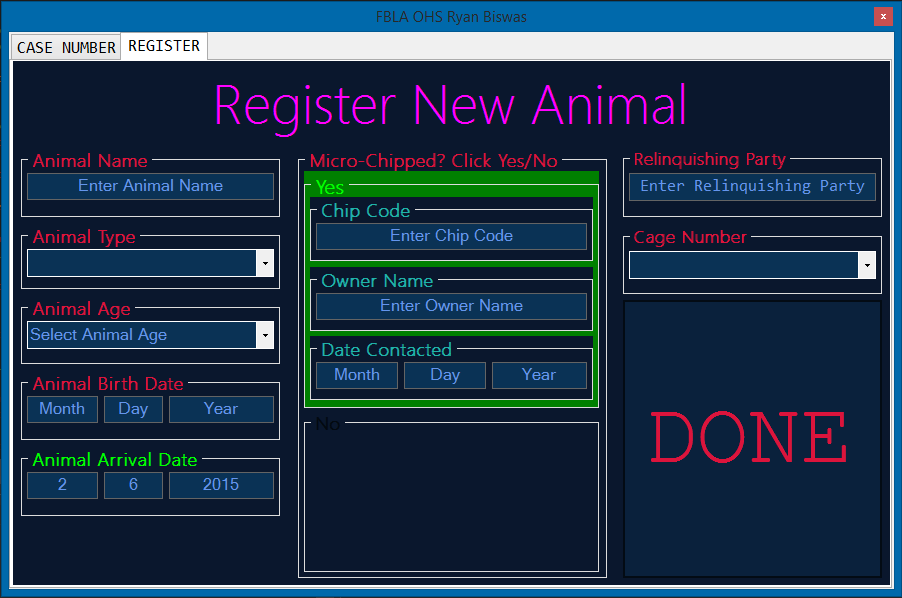 FBLA OHS Ryan Biswas
x
CASE NUMBER
REGISTER
Register New Animal
Animal Name
Enter Animal Name
Animal Type
Animal Age
Select Animal Age
Animal Birth Date
Month Day Year
Animal Arrival Date
2 6 2015
Micro-Chipped? Click Yes/No
Yes
Chip Code
Enter Chip Code
Owner Name
Enter Owner Name
Date Contacted
Month Day Year
No
Relinquishing Party
Enter Relinquishing Party
Cage Number
DONE